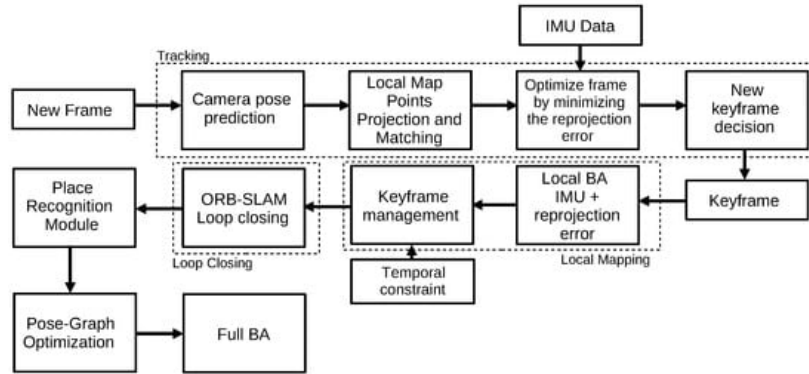 IMU Data
Tracking
New Frame
Camera pose
prediction
Local Map
Points
Projection and
Matching
Optimize frame
by minimizing
the reprojection
error
New
keyframe
decision
Place
Recognition
Module
ORB-SLAM
Loop closing
Keyframe
management
Local BA
IMU +
reprojection
error
Keyframe
Loop Closing
Local Mapping
Temporal
constraint
Pose-Graph
Optimization
Full BA